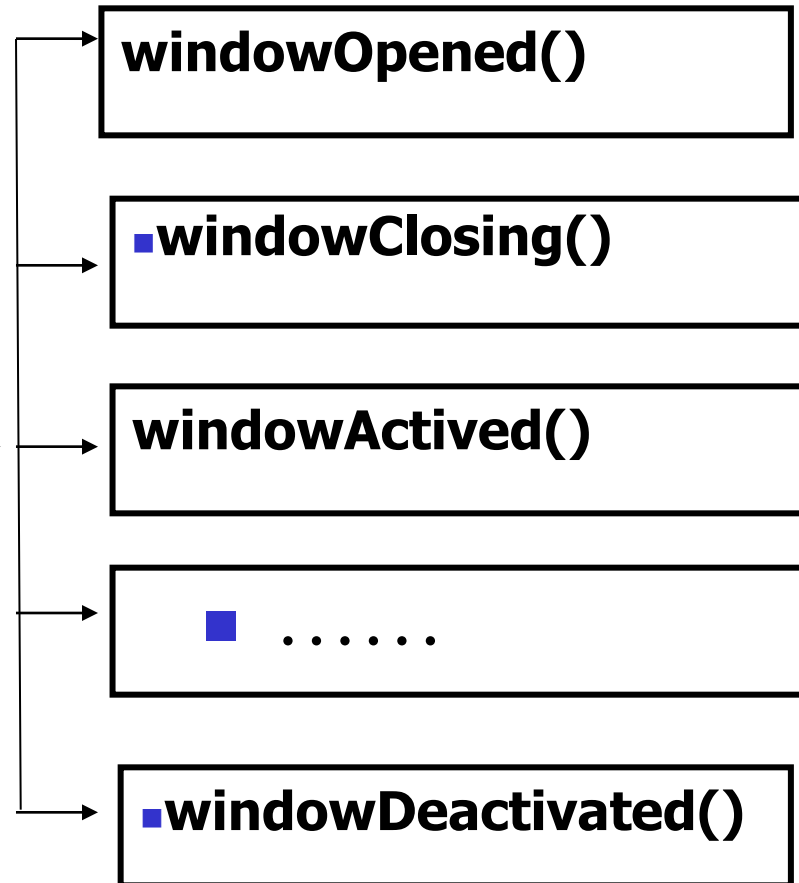 windowOpened()
▪windowClosing()
windowActived()
▪ ......
▪windowDeactivated()